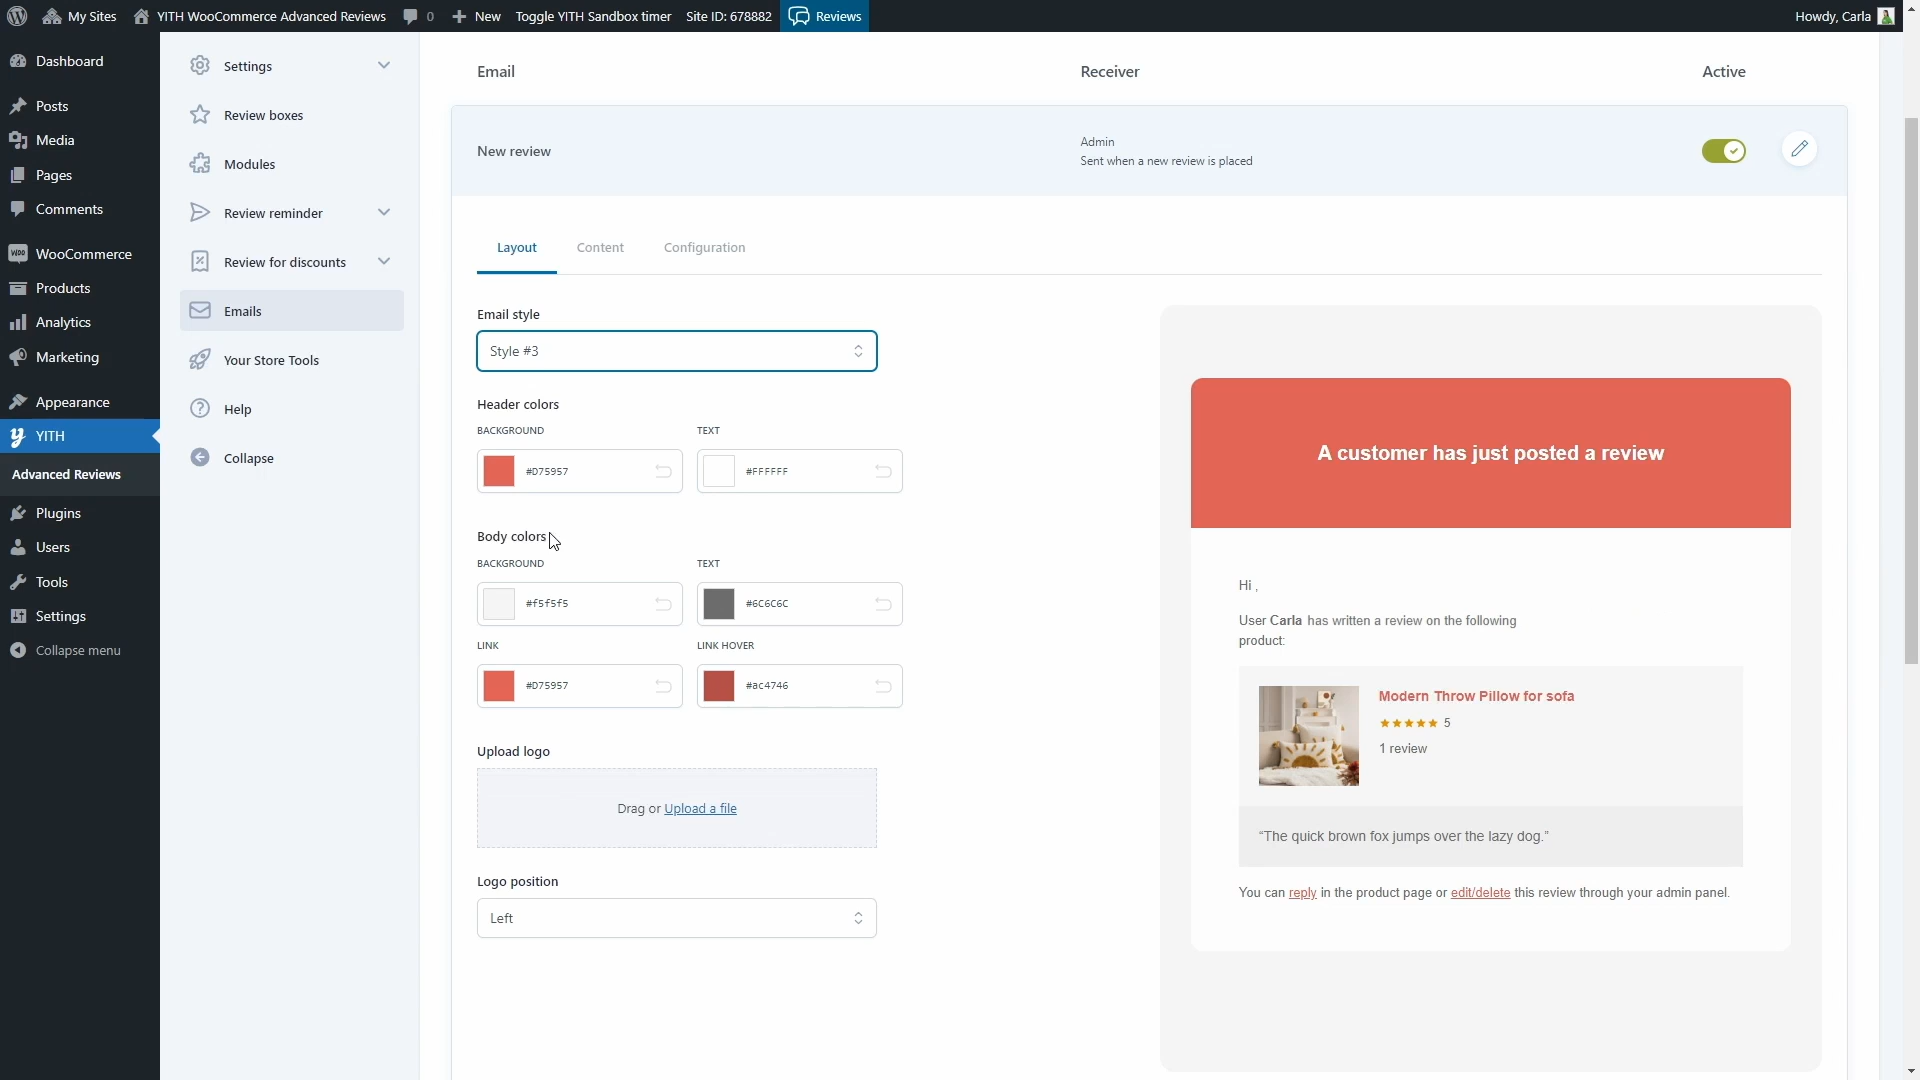 My Sites
YITH WooCommerce Advanced Reviews
0
New
Toggle YITH Sandbox timer
Site ID: 678882
Reviews
Howdy, Carla
Dashboard
Posts
Media
Pages
Comments
WooCommerce
Products
Analytics
Marketing
Appearance
YITH
Advanced Reviews
Plugins
Users
Tools
Settings
Collapse menu
Settings
Review boxes
Modules
Review reminder
Review for discounts
Emails
Your Store Tools
Help
Collapse
Email
Receiver
Active
New review
Admin
Sent when a new review is placed
Layout
Content
Configuration
Email style
Style #3
Header colors
BACKGROUND
TEXT
#D75957
#FFFFFF
Body colors
BACKGROUND
TEXT
#f5f5f5
#6C6C6C
LINK
LINK HOVER
#D75957
#ac4746
Upload logo
Drag or Upload a file
Logo position
Left
A customer has just posted a review
Hi ,
User Carla has written a review on the following
product:
Modern Throw Pillow for sofa
★★★★★ 5
1 review
“The quick brown fox jumps over the lazy dog.”
You can reply in the product page or edit/delete this review through your admin panel.